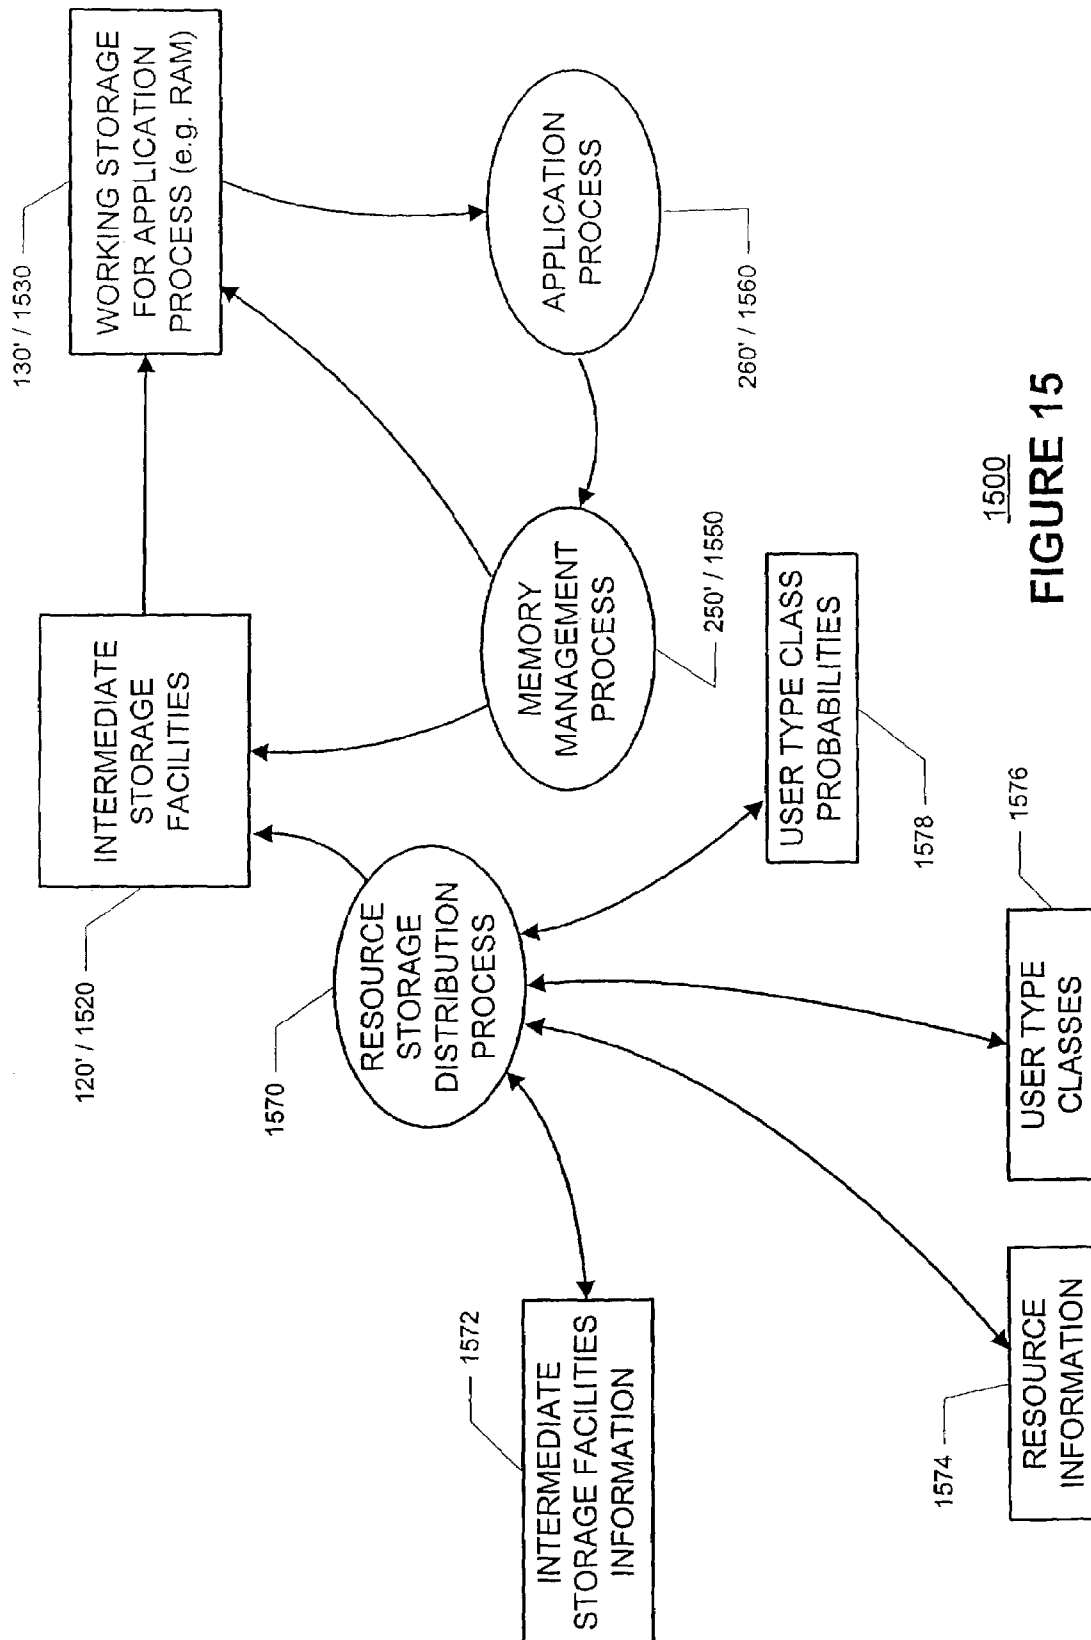 130' / 1530
WORKING STORAGE
FOR APPLICATION
PROCESS (e.g. RAM)
120' / 1520
INTERMEDIATE
STORAGE
FACILITIES
1570
RESOURCE
STORAGE
DISTRIBUTION
PROCESS
MEMORY
MANAGEMENT
PROCESS
250' / 1550
APPLICATION
PROCESS
260' / 1560
1572
INTERMEDIATE
STORAGE FACILITIES
INFORMATION
USER TYPE CLASS
PROBABILITIES
1578
1574
RESOURCE
INFORMATION
1576
USER TYPE
CLASSES
1500
FIGURE 15